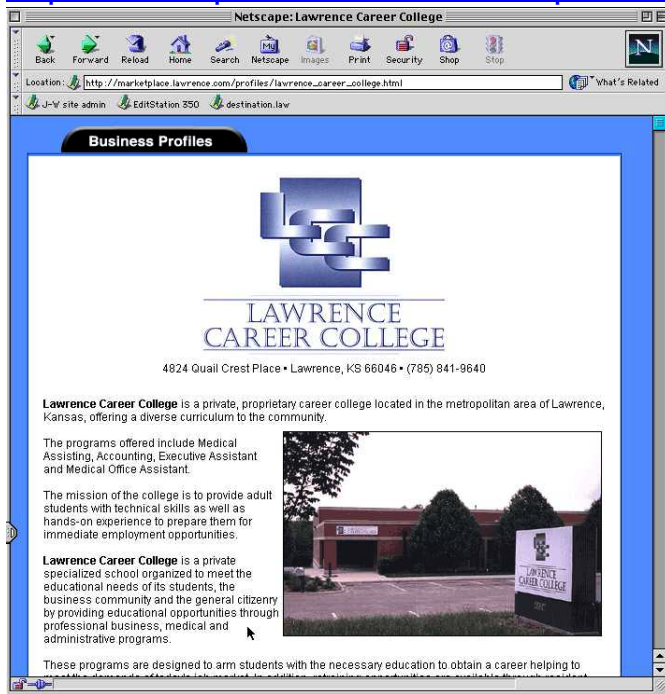 Netscape: Lawrence Career College
Back Forward Reload Home Search Netscape Images Print Security Shop Stop
N
Location: http://marketplace.lawrence.com/profiles/lawrence_career_college.html What's Related
J-W site admin EditStation 350 destination.law
Business Profiles
LCC
LAWRENCE
CAREER COLLEGE
4824 Quail Crest Place • Lawrence, KS 66046 • (785) 841-9640
Lawrence Career College is a private, proprietary career college located in the metropolitan area of Lawrence,
Kansas, offering a diverse curriculum to the community.
The programs offered include Medical
Assisting, Accounting, Executive Assistant
and Medical Office Assistant.
The mission of the college is to provide adult
students with technical skills as well as
hands-on experience to prepare them for
immediate employment opportunities.
Lawrence Career College is a private
specialized school organized to meet the
educational needs of its students, the
business community and the general citizenry
by providing educational opportunities through
professional business, medical and
administrative programs.
LAWRENCE
CAREER COLLEGE
These programs are designed to arm students with the necessary education to obtain a career helping to